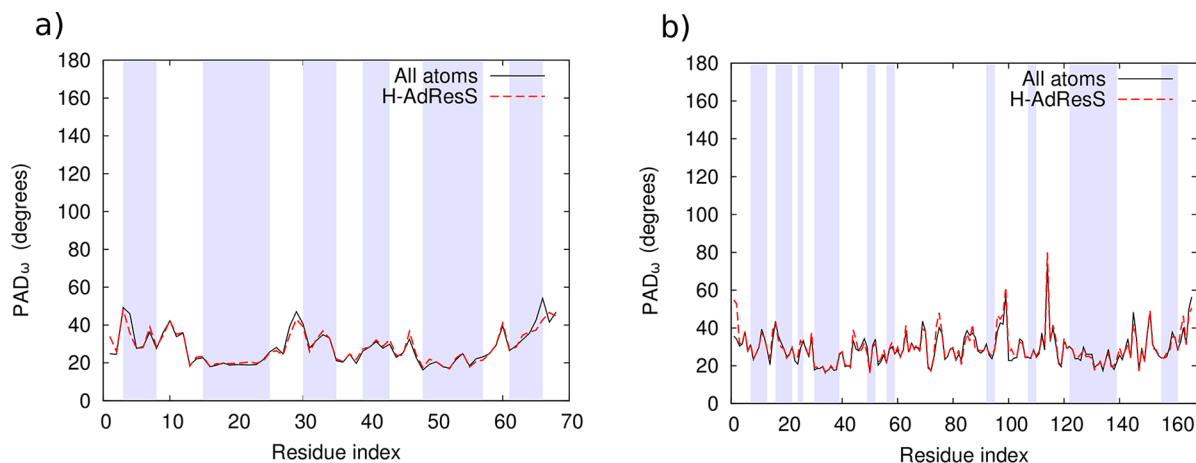 a)
180
160
140
120
100
80
60
40
20
0
PADω (degrees)
All atoms
H-AdResS
0 10 20 30 40 50 60 70
Residue index
b)
180
160
140
120
100
80
60
40
20
0
PADω (degrees)
All atoms
H-AdResS
0 20 40 60 80 100 120 140 160
Residue index